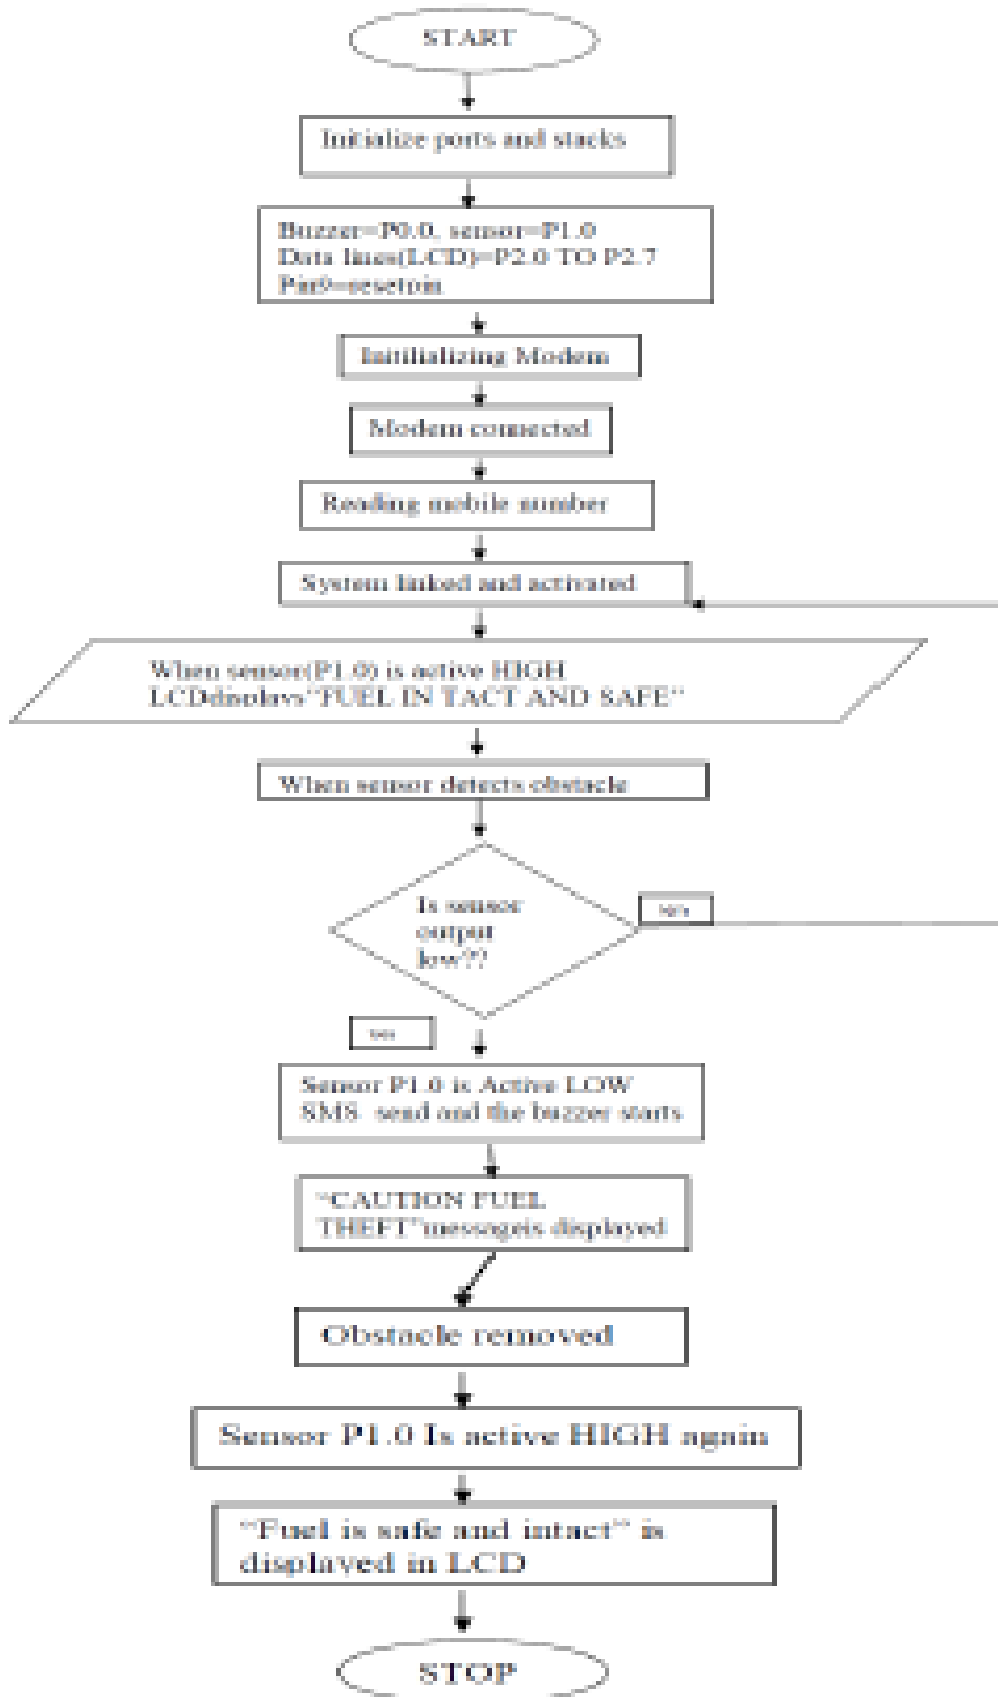 START
Initialize ports and stacks
Buzzer=P0.0, sensor=P1.0
Data lines(LCD)=P2.0 TO P2.7
Pin9=resetpin
Initilializing Modem
Modem connected
Reading mobile number
System linked and activated
When sensor(P1.0) is active HIGH
LCDdisplays"FUEL IN TACT AND SAFE"
When sensor detects obstacle
Is sensor
output
low??
Sensor P1.0 is Active LOW
SMS send and the buzzer starts
"CAUTION FUEL
THEFT"messageis displayed
Obstacle removed
Sensor P1.0 Is active HIGH again
"Fuel is safe and intact" is
displayed in LCD
STOP